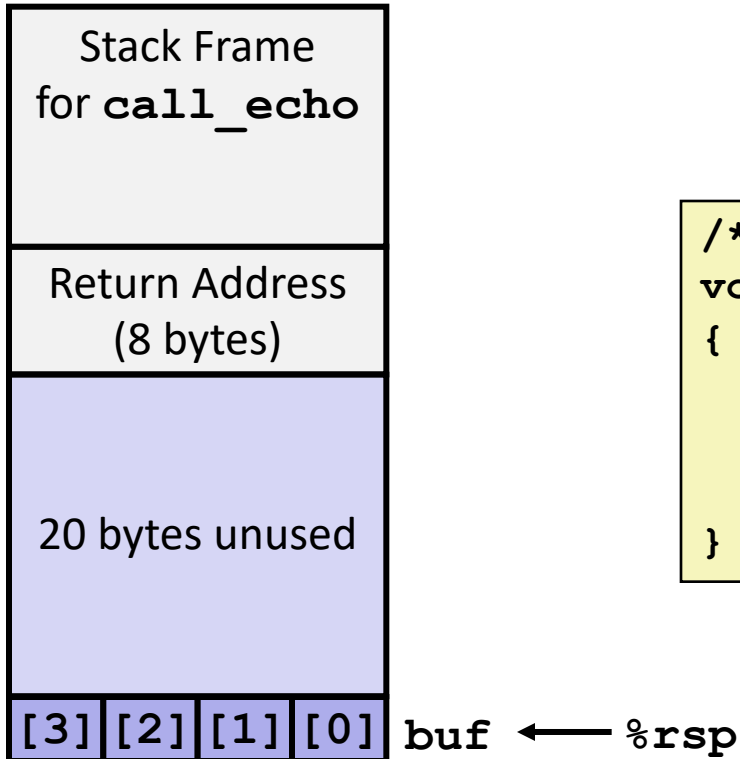 Stack Frame
for call_echo
Return Address
(8 bytes)
20 bytes unused
[3] [2] [1] [0] buf %rsp
/*
{
}